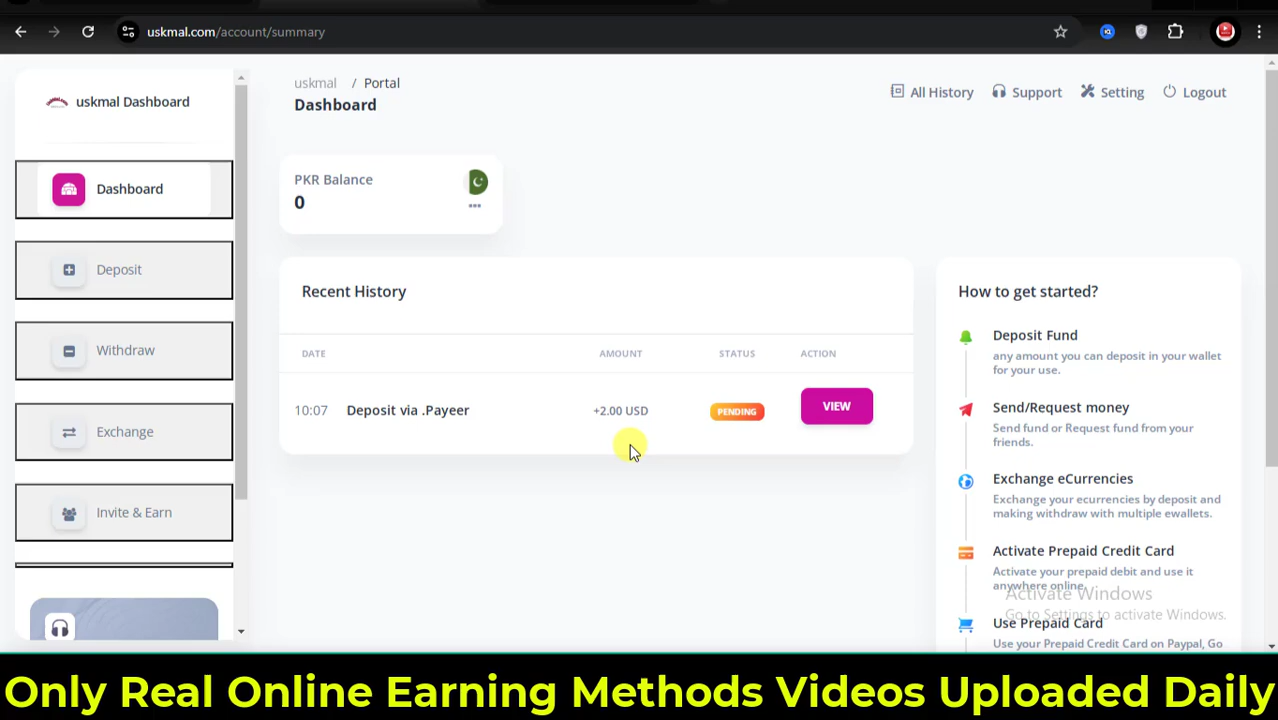 uskmal.com/account/summary
uskmal Dashboard
Dashboard
Deposit
Withdraw
Exchange
Invite & Earn
uskmal / Portal
Dashboard
All History
Support
Setting
Logout
PKR Balance
0
Recent History
DATE AMOUNT STATUS ACTION
10:07 Deposit via .Payeer +2.00 USD PENDING VIEW
How to get started?
Deposit Fund
any amount you can deposit in your wallet
for your use.
Send/Request money
Send fund or Request fund from your
friends.
Exchange eCurrencies
Exchange your ecurrencies by deposit and
making withdraw with multiple ewallets.
Activate Prepaid Credit Card
Activate your prepaid debit and use it
anywhere online.
Use Prepaid Card
Use your Prepaid Credit Card on Paypal, Go
Activate Windows
Go to Settings to activate Windows.
Only Real Online Earning Methods Videos Uploaded Daily